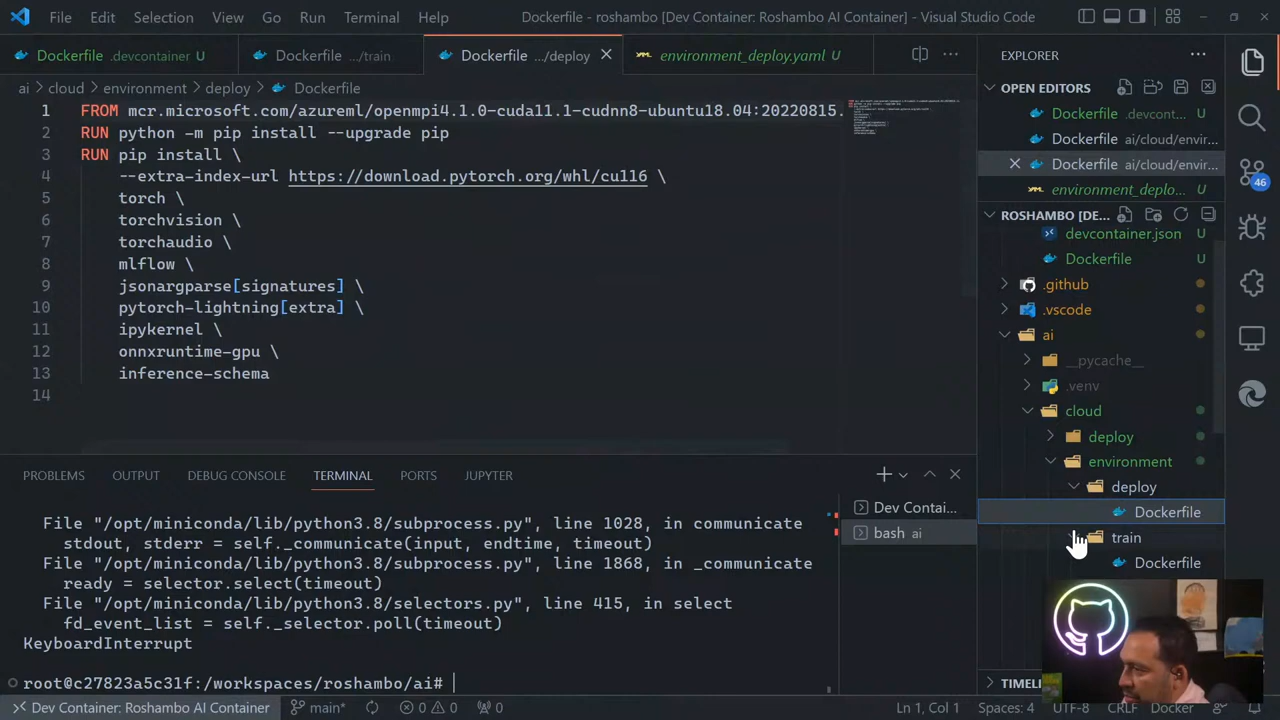 File Edit Selection View Go Run Terminal Help Dockerfile - roshambo [Dev Container: Roshambo AI Container] - Visual Studio Code
Dockerfile .devcontainer U Dockerfile .../train Dockerfile .../deploy environment_deploy.yaml U
EXPLORER
ai > cloud > environment > deploy > Dockerfile
OPEN EDITORS
1 FROM mcr.microsoft.com/azureml/openmpi4.1.0-cuda11.1-cudnn8-ubuntu18.04:20220815.
2 RUN python -m pip install --upgrade pip
3 RUN pip install \
4 --extra-index-url https://download.pytorch.org/whl/cu116 \
5 torch \
6 torchvision \
7 torchaudio \
8 mlflow \
9 jsonargparse[signatures] \
10 pytorch-lightning[extra] \
11 ipykernel \
12 onnxruntime-gpu \
13 inference-schema
14
Dockerfile .devcont...
Dockerfile ai/cloud/envir...
Dockerfile ai/cloud/envir...
environment_deplo...
ROSHAMBO [DE...
devcontainer.json U
Dockerfile U
.github
.vscode
ai
__pycache__
.venv
cloud
deploy
environment
deploy
Dockerfile
train
Dockerfile
46
PROBLEMS OUTPUT DEBUG CONSOLE TERMINAL PORTS JUPYTER
File "/opt/miniconda/lib/python3.8/subprocess.py", line 1028, in communicate
stdout, stderr = self._communicate(input, endtime, timeout)
File "/opt/miniconda/lib/python3.8/subprocess.py", line 1868, in _communicate
ready = selector.select(timeout)
File "/opt/miniconda/lib/python3.8/selectors.py", line 415, in select
fd_event_list = self._selector.poll(timeout)
KeyboardInterrupt
root@c27823a5c31f:/workspaces/roshambo/ai#
Dev Contai...
bash ai
TIMEL
Dev Container: Roshambo AI Container main* 0 0 0 Ln 1, Col 1 Spaces: 4 UTF-8 CRLF Docker